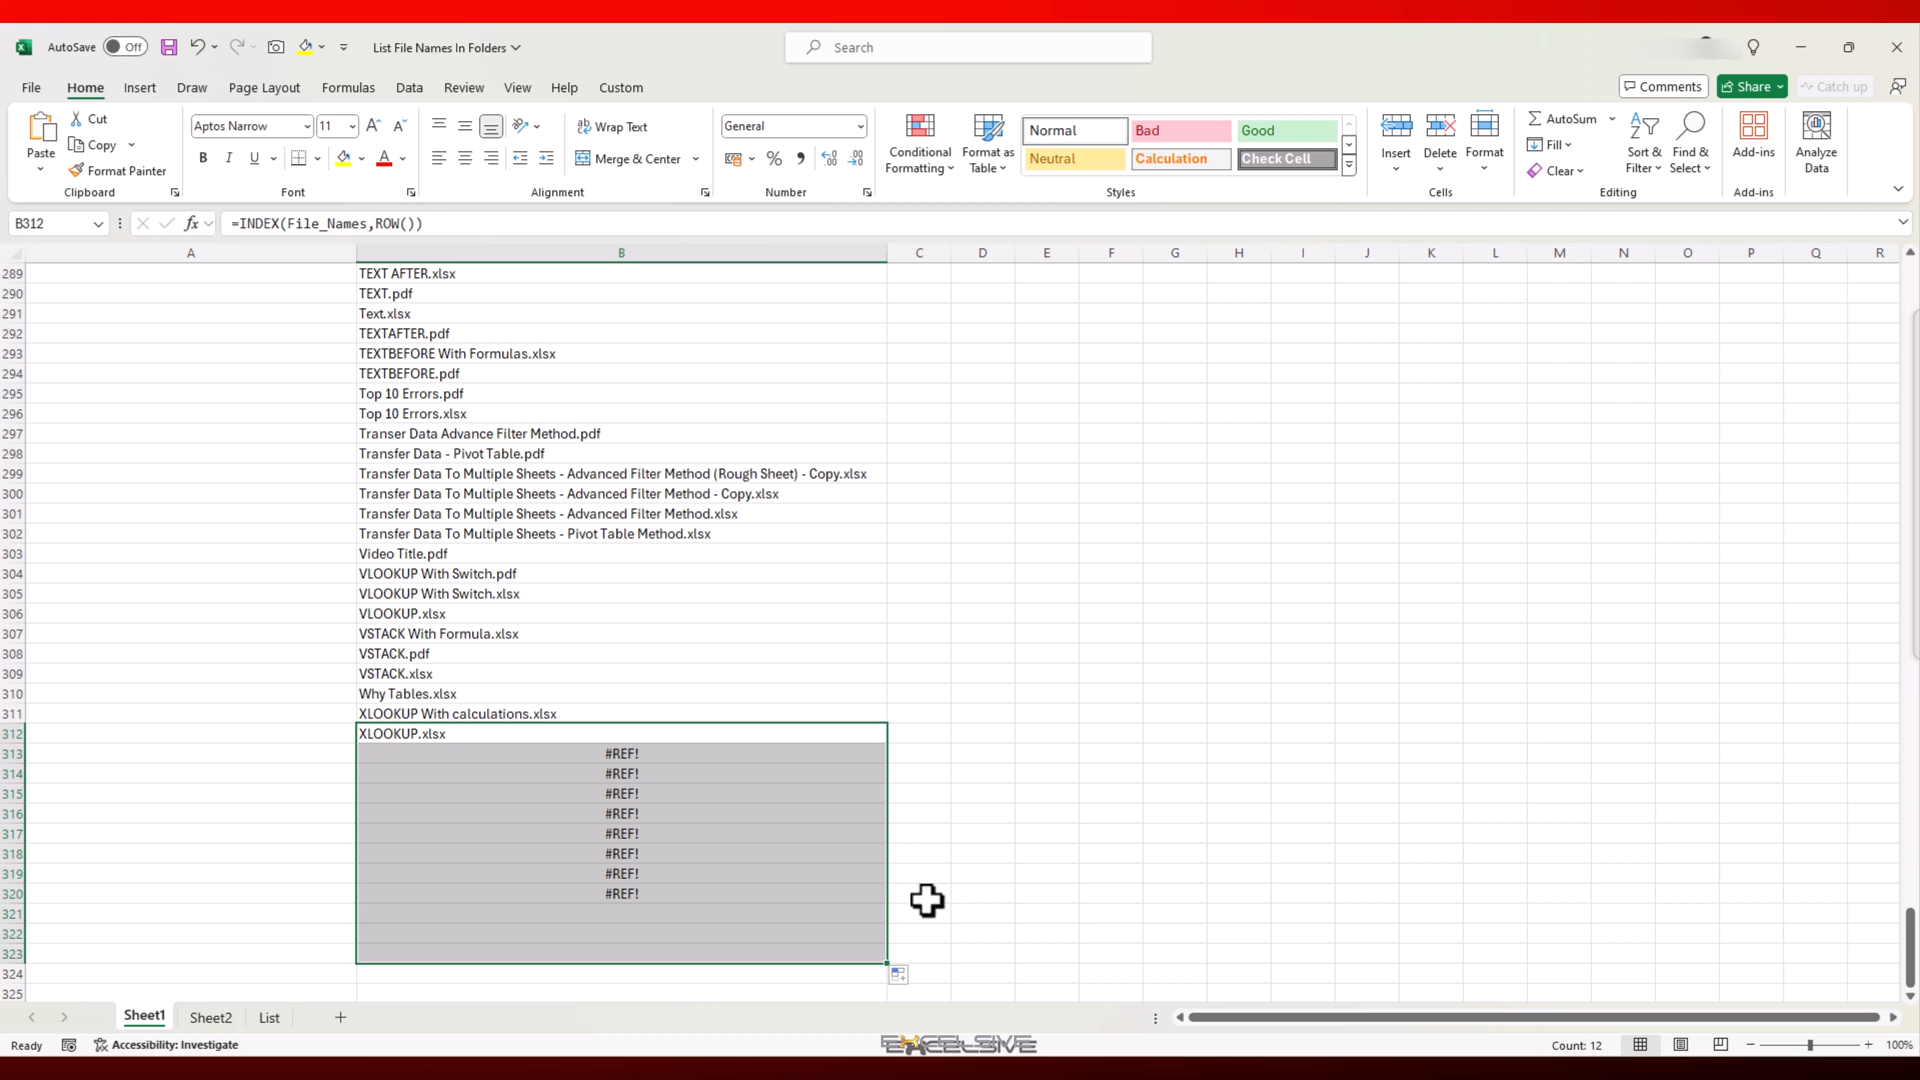 AutoSave Off List File Names In Folders Search
File Home Insert Draw Page Layout Formulas Data Review View Help Custom Comments Share Catch up
Paste Cut Copy Format Painter Clipboard
Aptos Narrow 11 B I U A Font
Wrap Text Merge & Center Alignment
General % Number
Conditional Formatting Format as Table Normal Bad Good Neutral Calculation Check Cell Styles
Insert Delete Format Cells
AutoSum Fill Clear Sort & Filter Find & Select Editing
Add-ins Add-ins
Analyze Data
B312 fx =INDEX(File_Names,ROW())
A B C D E F G H I J K L M N O P Q R
289 TEXT AFTER.xlsx
290 TEXT.pdf
291 Text.xlsx
292 TEXTAFTER.pdf
293 TEXTBEFORE With Formulas.xlsx
294 TEXTBEFORE.pdf
295 Top 10 Errors.pdf
296 Top 10 Errors.xlsx
297 Transer Data Advance Filter Method.pdf
298 Transfer Data - Pivot Table.pdf
299 Transfer Data To Multiple Sheets - Advanced Filter Method (Rough Sheet) - Copy.xlsx
300 Transfer Data To Multiple Sheets - Advanced Filter Method - Copy.xlsx
301 Transfer Data To Multiple Sheets - Advanced Filter Method.xlsx
302 Transfer Data To Multiple Sheets - Pivot Table Method.xlsx
303 Video Title.pdf
304 VLOOKUP With Switch.pdf
305 VLOOKUP With Switch.xlsx
306 VLOOKUP.xlsx
307 VSTACK With Formula.xlsx
308 VSTACK.pdf
309 VSTACK.xlsx
310 Why Tables.xlsx
311 XLOOKUP With calculations.xlsx
312 XLOOKUP.xlsx
313 #REF!
314 #REF!
315 #REF!
316 #REF!
317 #REF!
318 #REF!
319 #REF!
320 #REF!
321
322
323
324
325
Sheet1 Sheet2 List
Ready Accessibility: Investigate EXCELSIVE Count: 12 100%